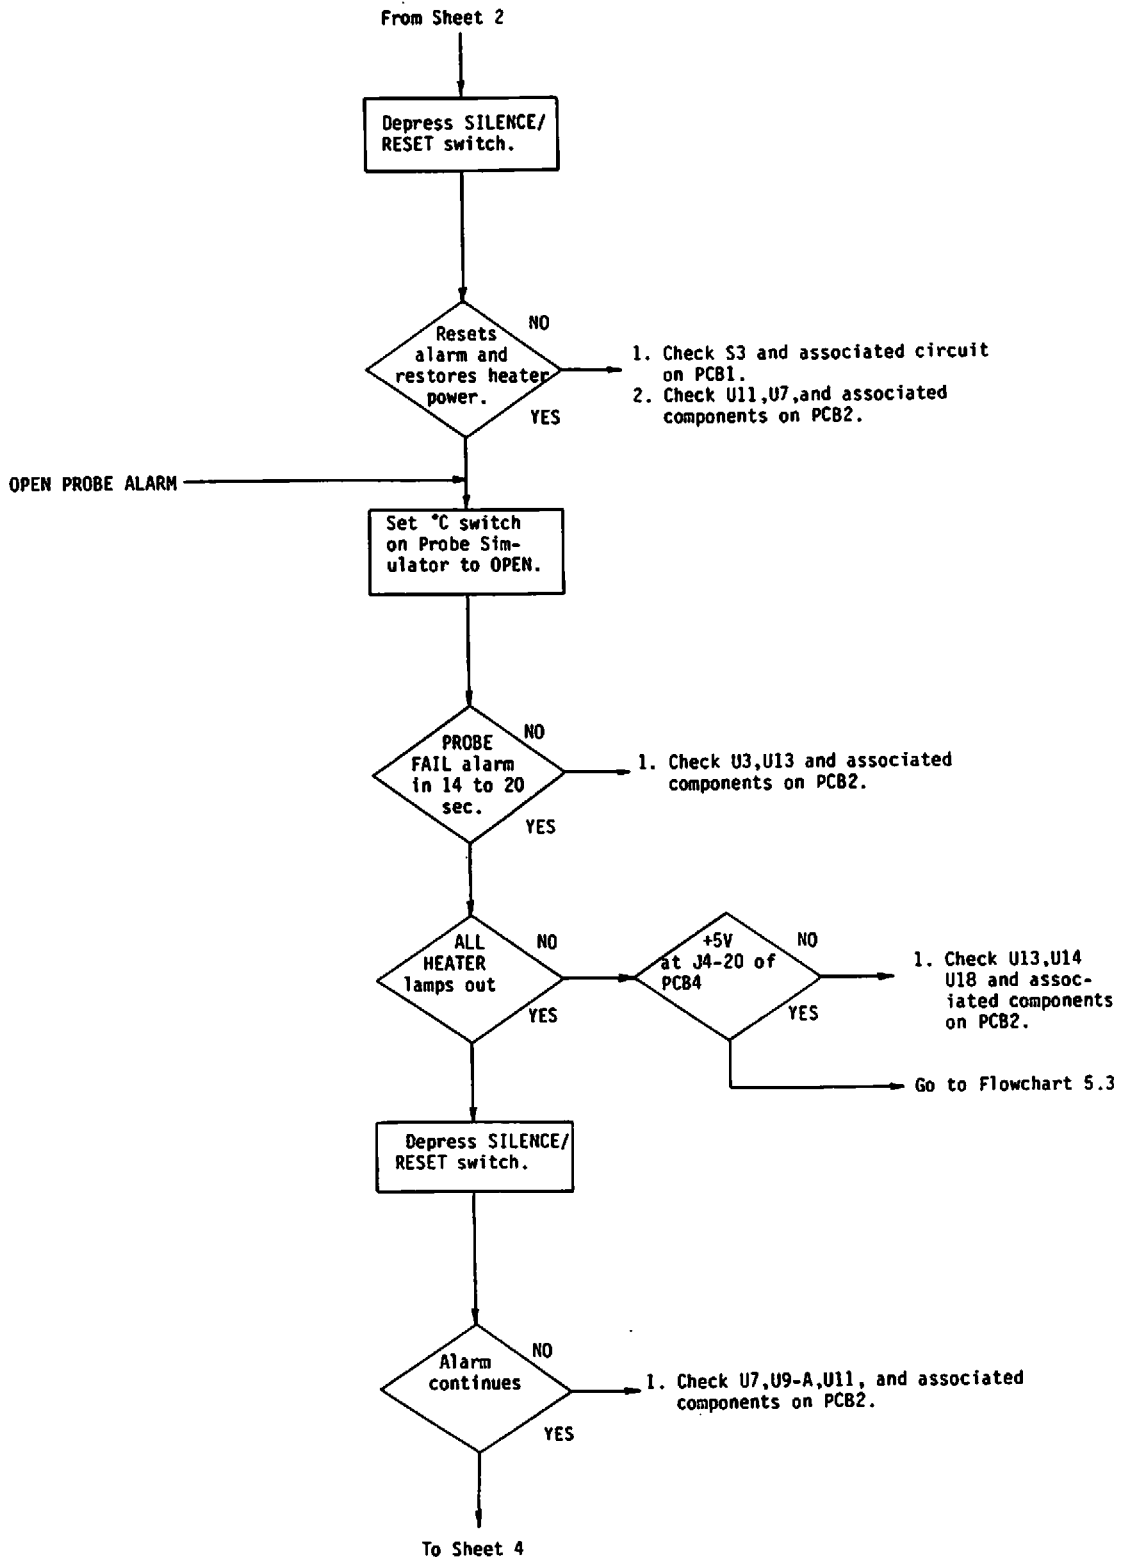 From Sheet 2
Depress SILENCE/
RESET switch.
Resets
alarm and
restores heater
power.
NO
YES
1. Check S3 and associated circuit
on PCB1.
2. Check U11,U7,and associated
components on PCB2.
OPEN PROBE ALARM
Set °C switch
on Probe Sim-
ulator to OPEN.
PROBE
FAIL alarm
in 14 to 20
sec.
NO
YES
1. Check U3,U13 and associated
components on PCB2.
ALL
HEATER
lamps out
NO
YES
+5V
at J4-20 of
PCB4
NO
YES
1. Check U13,U14
U18 and assoc-
iated components
on PCB2.
Go to Flowchart 5.3
Depress SILENCE/
RESET switch.
Alarm
continues
NO
YES
1. Check U7,U9-A,U11, and associated
components on PCB2.
To Sheet 4